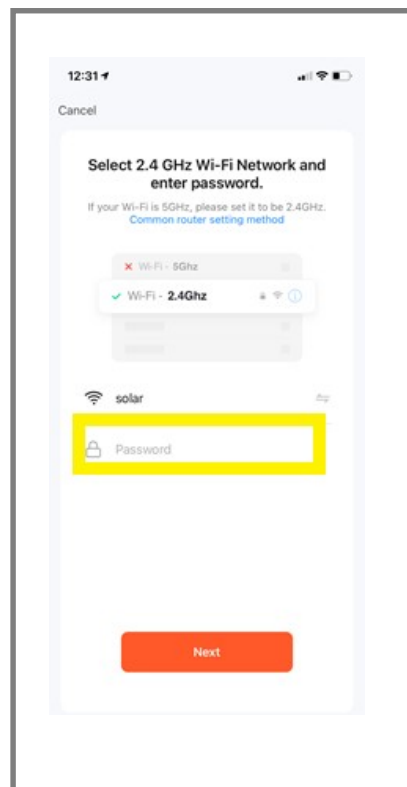 12:31
Cancel
Select 2.4 GHz Wi-Fi Network and
enter password.
If your Wi-Fi is 5GHz, please set it to be 2.4GHz.
Common router setting method
Wi-Fi - 5Ghz
Wi-Fi - 2.4Ghz
solar
Password
Next